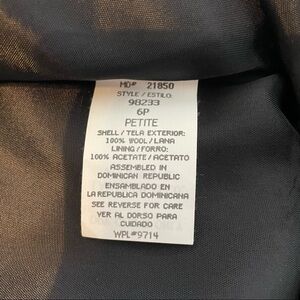 MO# 21850
STYLE / ESTILO:
98233
6P
PETITE
SHELL / TELA EXTERIOR:
100% WOOL / LANA
LINING / FORRO:
100% ACETATE / ACETATO
ASSEMBLED IN
DOMINICAN REPUBLIC
ENSAMBLADO EN
LA REPUBLICA DOMINICANA
SEE REVERSE FOR CARE
VER AL DORSO PARA
CUIDADO
WPL#9714